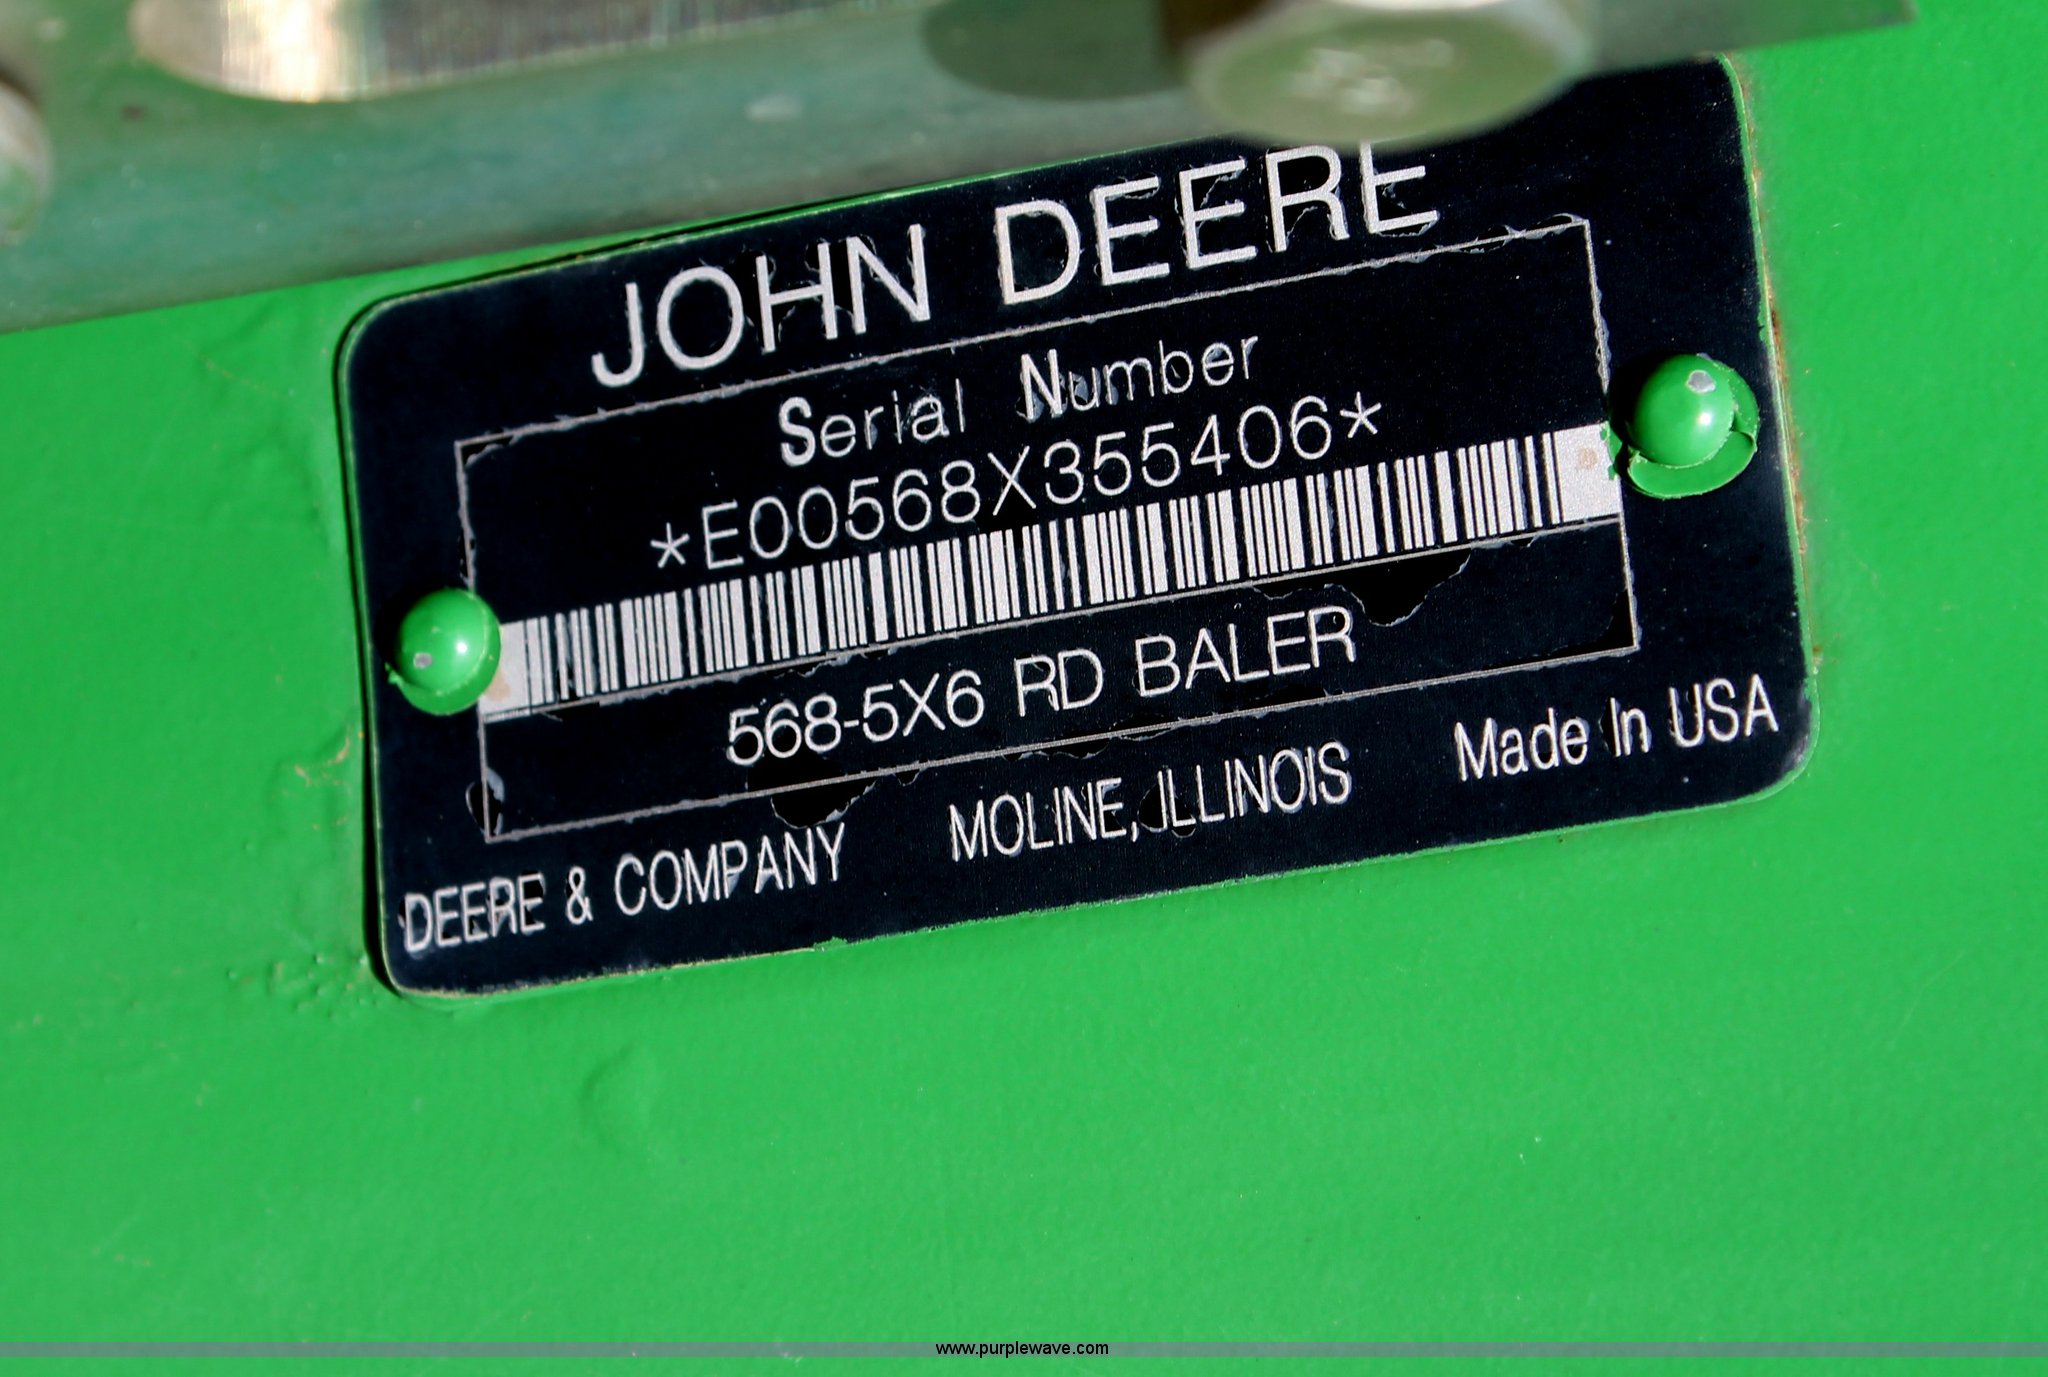 JOHN DEERE
Serial Number
*E00568X355406*
568-5X6 RD BALER
DEERE & COMPANY MOLINE, ILLINOIS Made In USA
www.purplewave.com